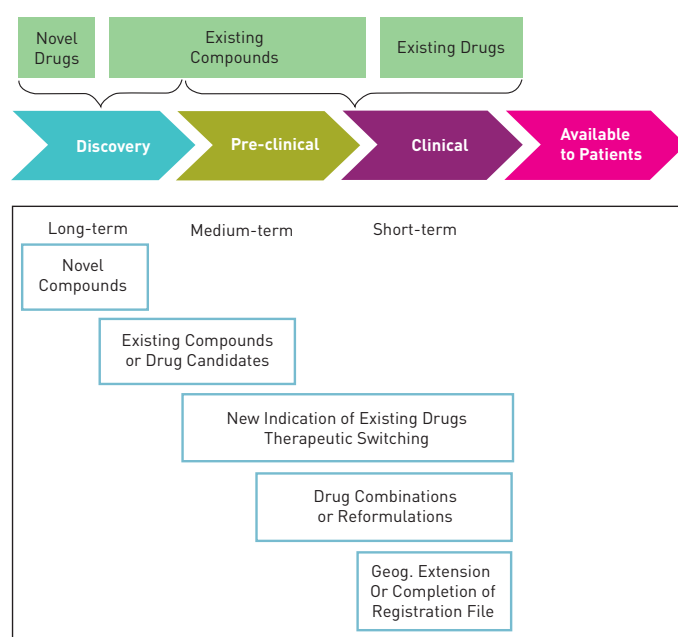 Novel
Drugs
Existing
Compounds
Existing Drugs
Discovery
Pre-clinical
Clinical
Available
to Patients
Long-term
Medium-term
Short-term
Novel
Compounds
Existing Compounds
or Drug Candidates
New Indication of Existing Drugs
Therapeutic Switching
Drug Combinations
or Reformulations
Geog. Extension
Or Completion of
Registration File